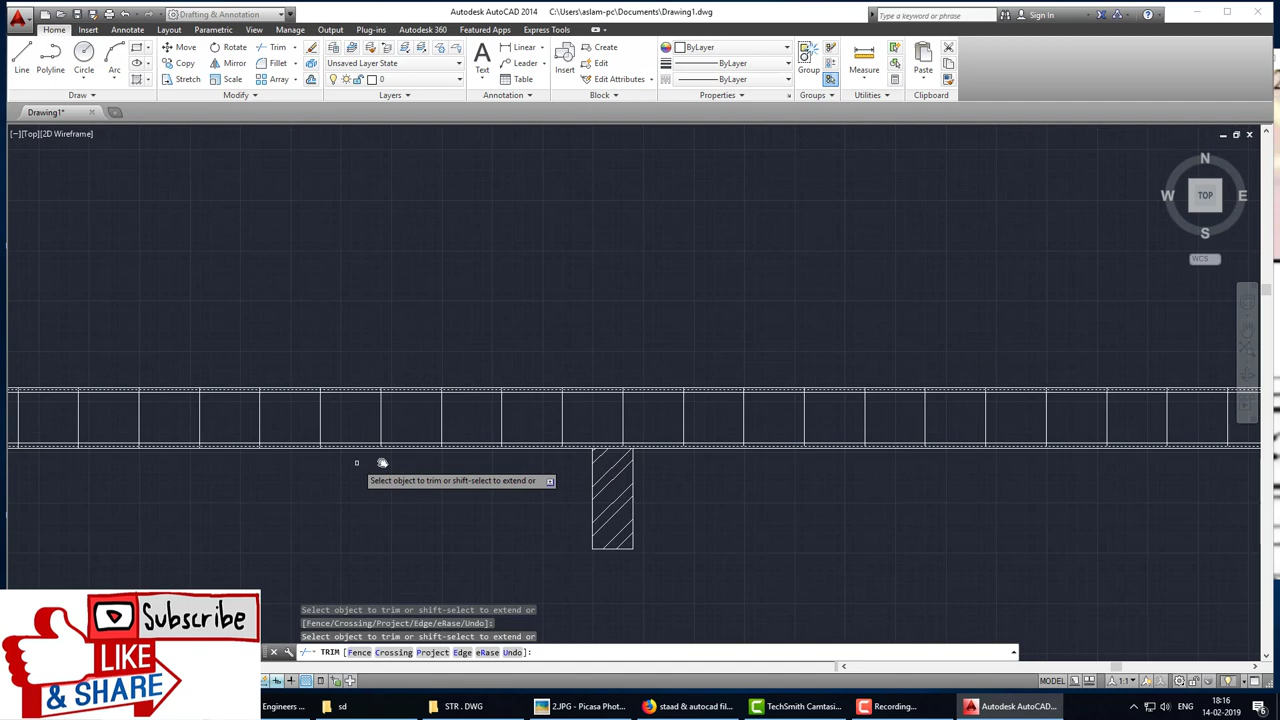 Autodesk AutoCAD 2014 C:\Users\aslam-pc\Documents\Drawing1.dwg
Drafting & Annotation
Type a keyword or phrase
Sign In
Home Insert Annotate Layout Parametric View Manage Output Plug-ins Autodesk 360 Featured Apps Express Tools
Line Polyline Circle Arc
Move Rotate Trim
Copy Mirror Fillet
Stretch Scale Array
Unsaved Layer State
0
Text
Linear
Leader
Table
Insert
Create
Edit
Edit Attributes
ByLayer
ByLayer
ByLayer
Group
Measure
Paste
Draw Modify Layers Annotation Block Properties Groups Utilities Clipboard
Drawing1*
[−][Top][2D Wireframe]
N
W TOP E
S
WCS
Select object to trim or shift-select to extend or
Select object to trim or shift-select to extend or
[Fence/Crossing/Project/Edge/eRase/Undo]:
Select object to trim or shift-select to extend or
TRIM [Fence Crossing Project Edge eRase Undo]:
Subscribe
LIKE
& SHARE
MODEL 1:1
Engineers
sd
STR . DWG
2.JPG - Picasa Phot...
staad & autocad fil...
TechSmith Camtasi...
Recording...
Autodesk AutoCAD...
ENG
18:16
14-02-2019
6